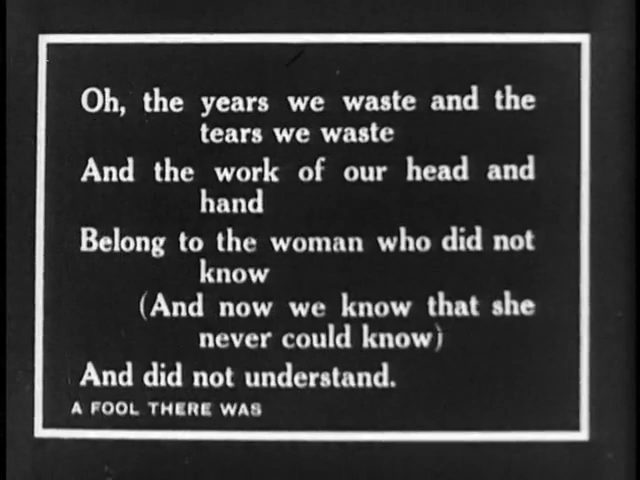 Oh, the years we waste and the
tears we waste
And the work of our head and
hand
Belong to the woman who did not
know
(And now we know that she
never could know)
And did not understand.
A FOOL THERE WAS